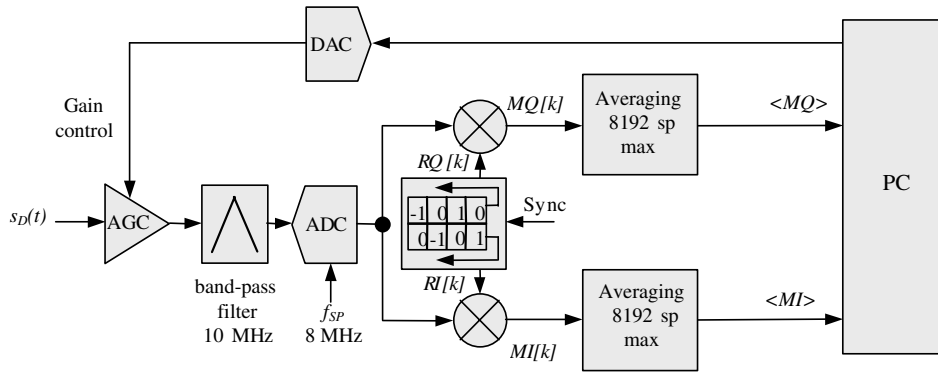 DAC
Gain
control
MQ[k]
Averaging
8192 sp
max
<MQ>
PC
RQ[k]
s_D(t)
AGC
ADC
-1 0 1 0
0 -1 0 1
Sync
band-pass
filter
10 MHz
f_SP
8 MHz
RI[k]
MI[k]
Averaging
8192 sp
max
<MI>